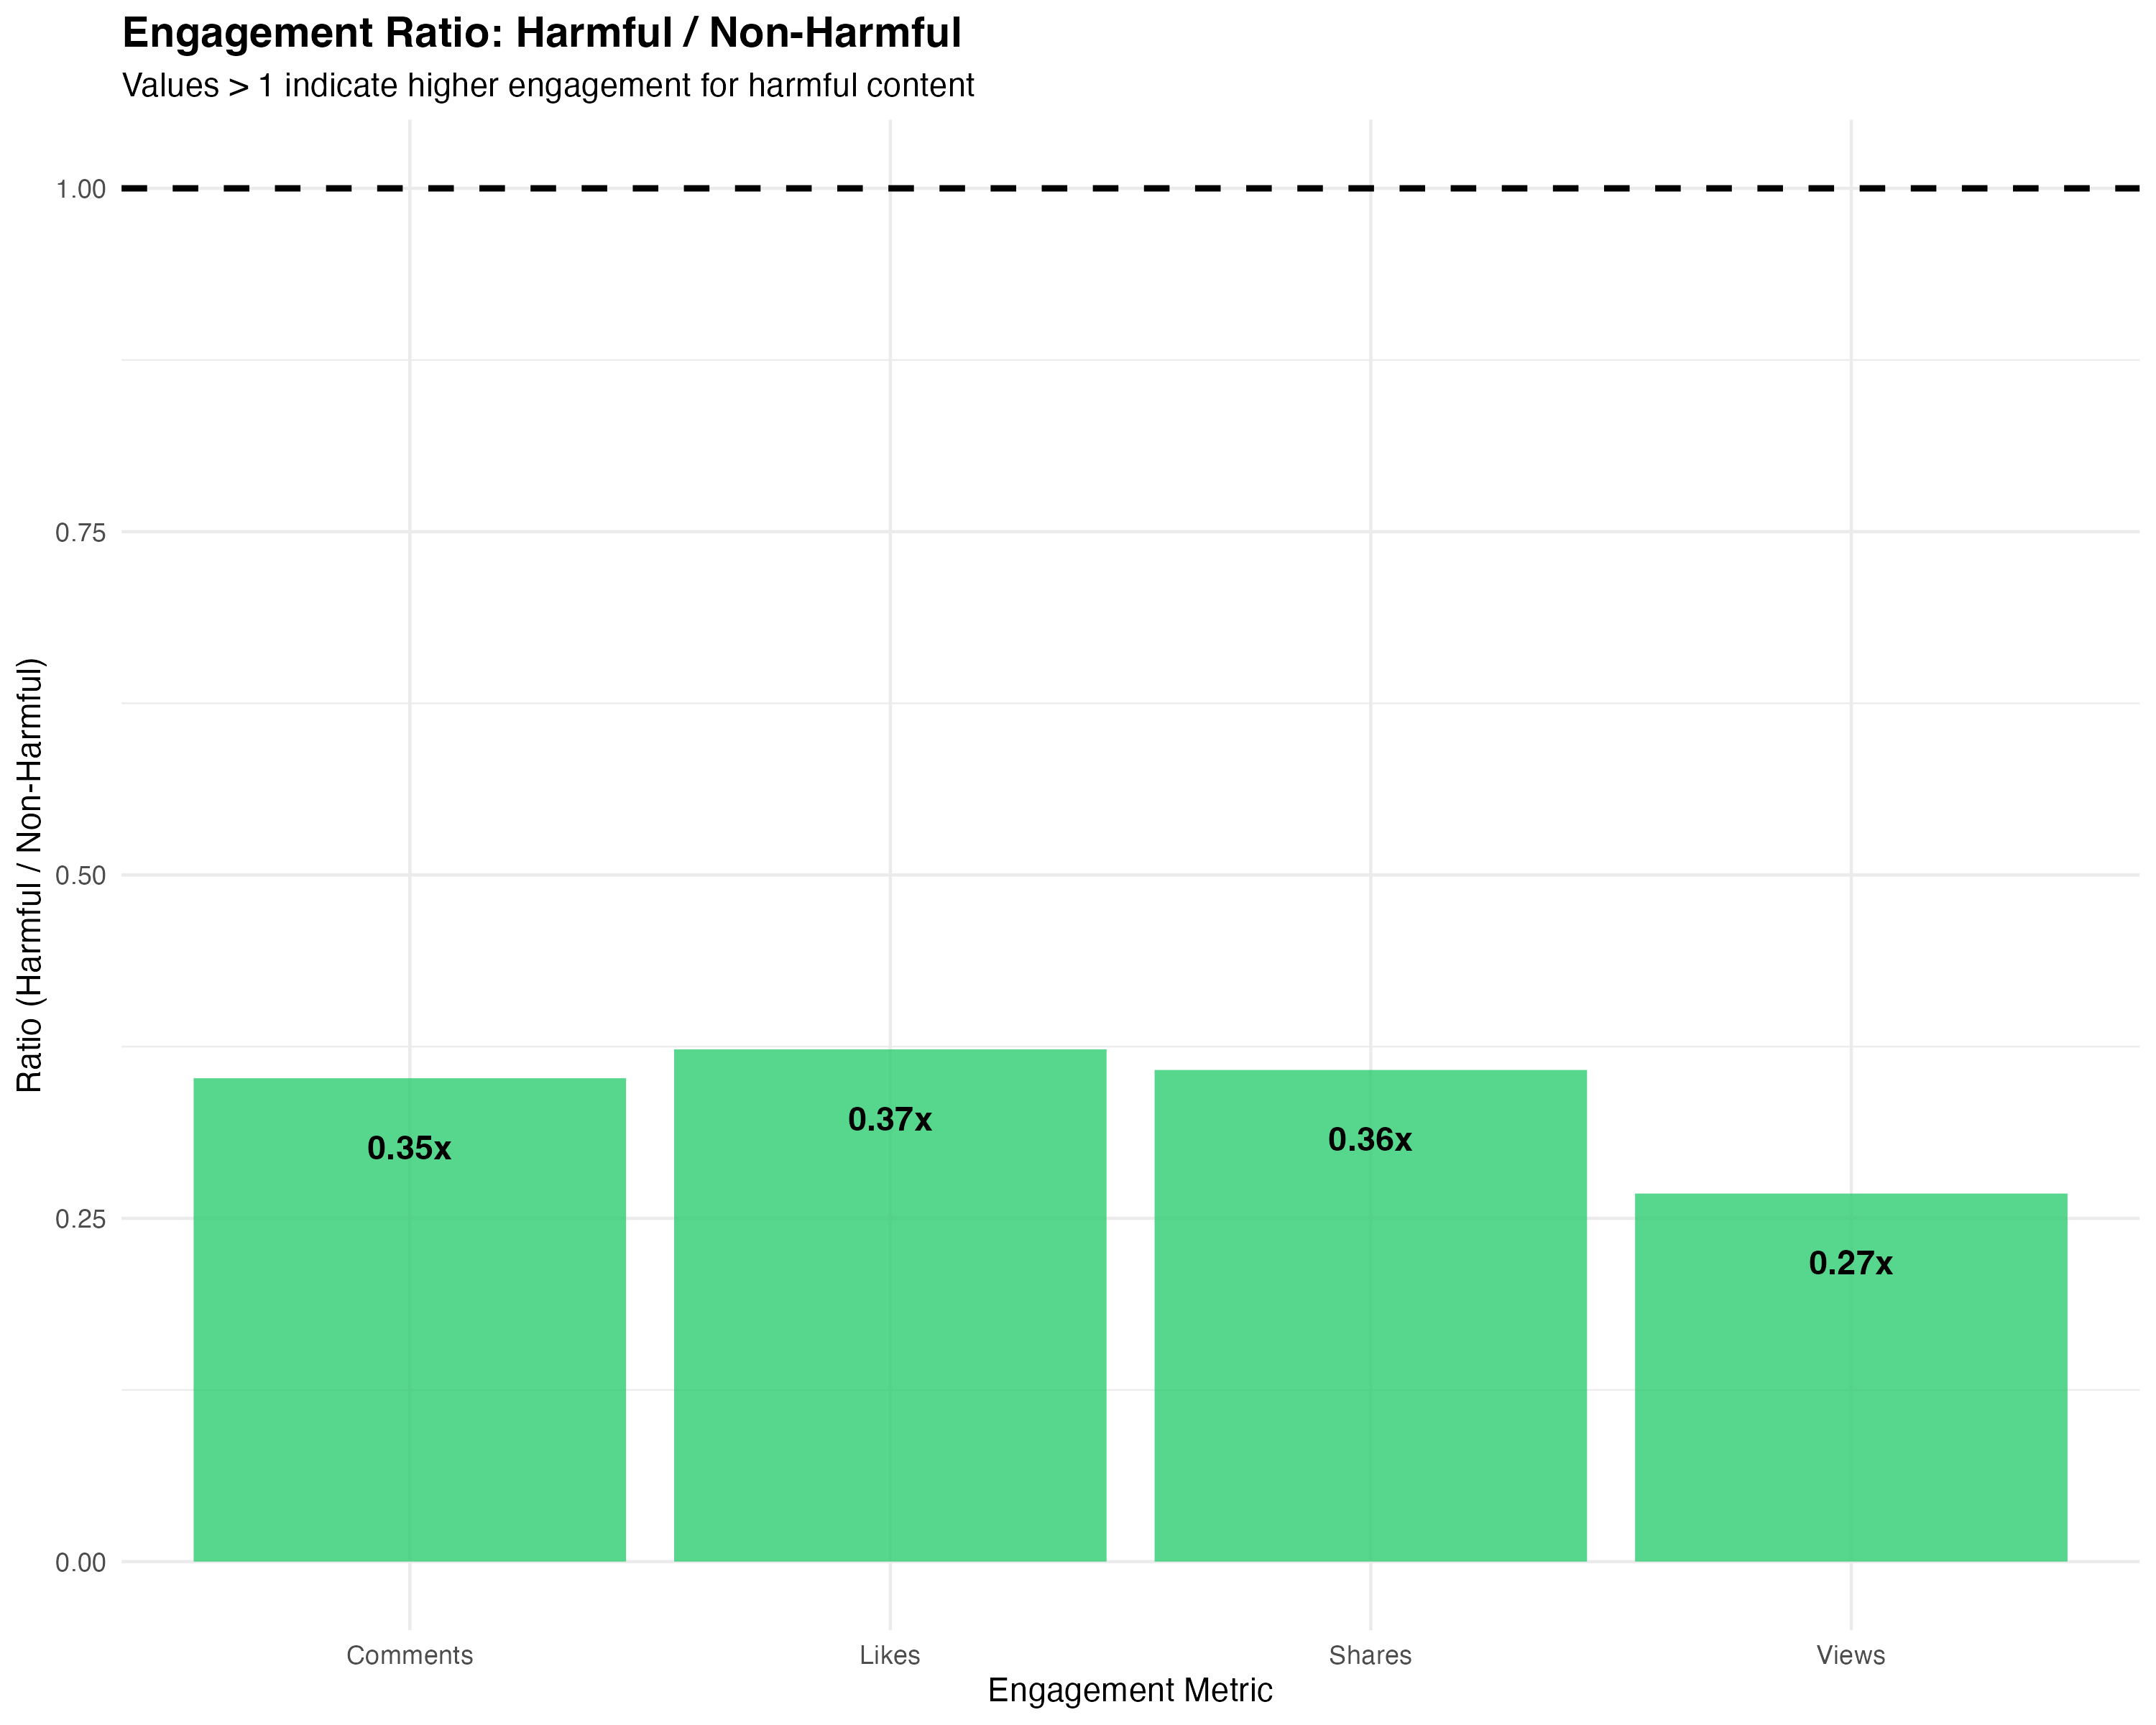 Engagement Ratio: Harmful / Non-Harmful
Values > 1 indicate higher engagement for harmful content
Ratio (Harmful / Non-Harmful)
1.00
0.75
0.50
0.25
0.00
0.35x
0.37x
0.36x
0.27x
Comments
Likes
Shares
Views
Engagement Metric